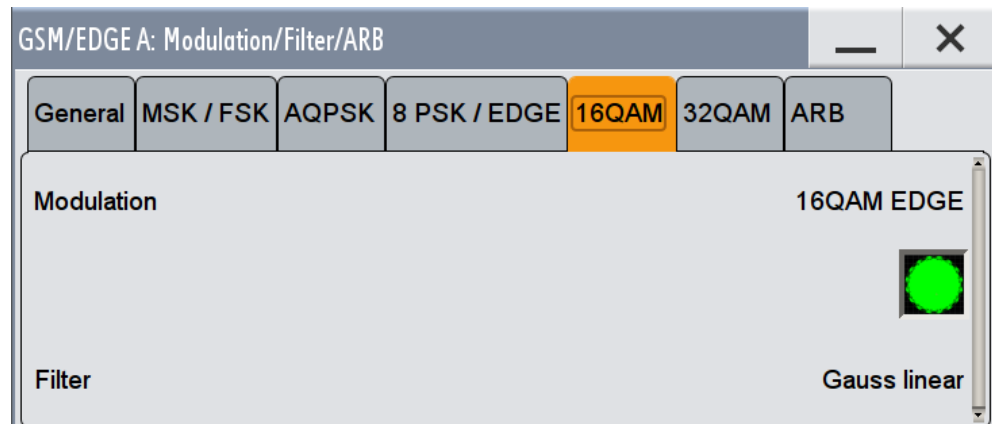 GSM/EDGE A: Modulation/Filter/ARB
General MSK / FSK AQPSK 8 PSK / EDGE 16QAM 32QAM ARB
Modulation 16QAM EDGE
Filter Gauss linear